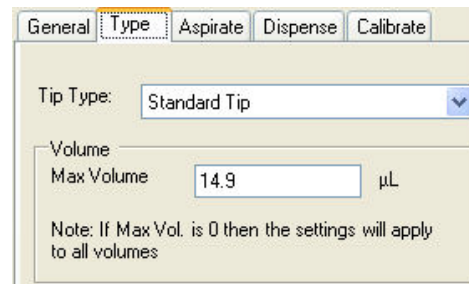 General Type Aspirate Dispense Calibrate
Tip Type: Standard Tip
Volume
Max Volume 14.9 µL
Note: If Max Vol. is 0 then the settings will apply
to all volumes